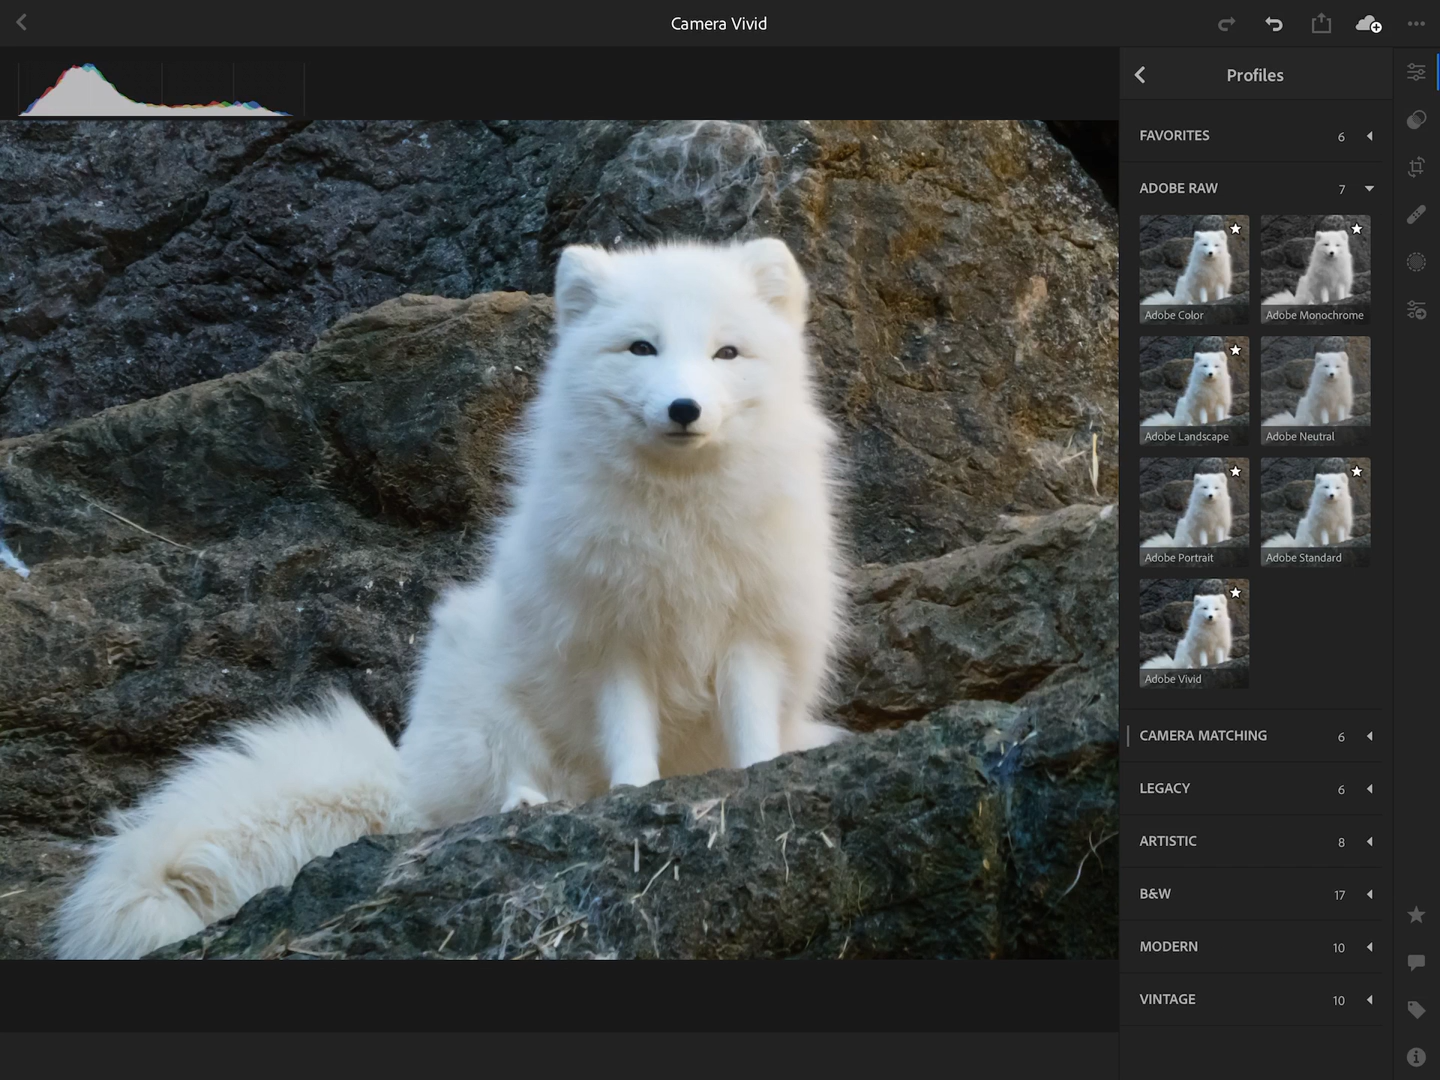 Camera Vivid
Profiles
FAVORITES 6
ADOBE RAW 7
Adobe Color
Adobe Monochrome
Adobe Landscape
Adobe Neutral
Adobe Portrait
Adobe Standard
Adobe Vivid
CAMERA MATCHING 6
LEGACY 6
ARTISTIC 8
B&W 17
MODERN 10
VINTAGE 10